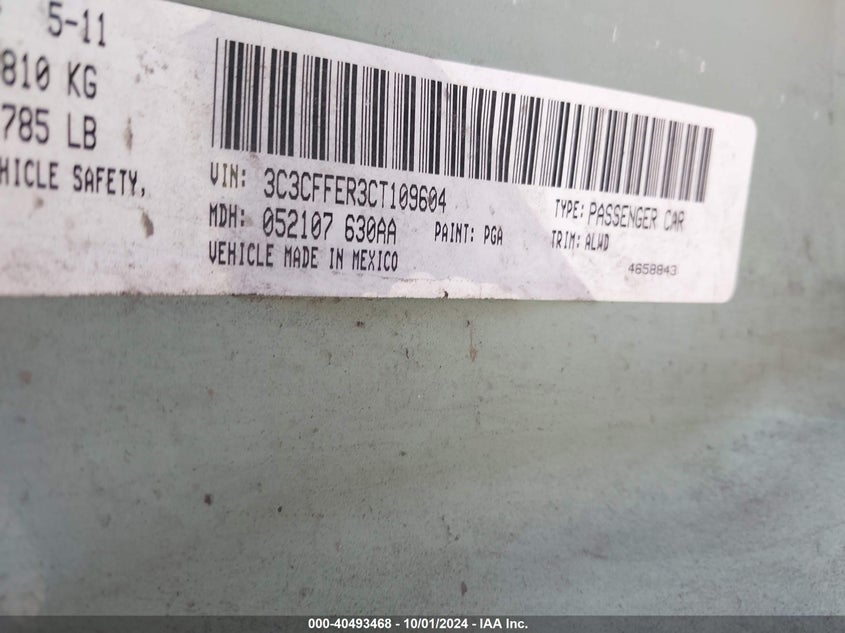 5-11
810 KG
785 LB
HICLE SAFETY,
VIN: 3C3CFFER3CT109604
TYPE: PASSENGER CAR
MDH: 052107 630AA
PAINT: PGA
TRIM: ALWD
VEHICLE MADE IN MEXICO
4658843
000-40493468 - 10/01/2024 - IAA Inc.